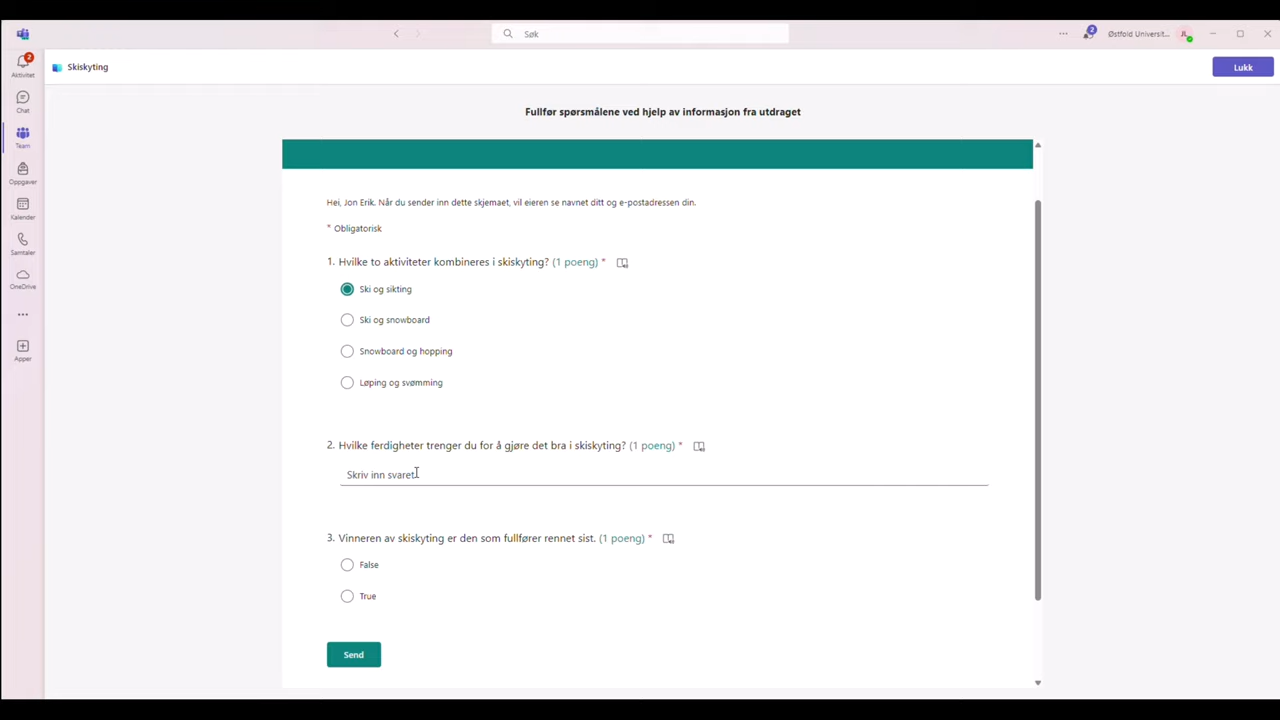 Søk
2
Østfold Universit...
2
Aktivitet
Chat
Team
Oppgaver
Kalender
Samtaler
OneDrive
Apper
Skiskyting
Lukk
Fullfør spørsmålene ved hjelp av informasjon fra utdraget
Hei, Jon Erik. Når du sender inn dette skjemaet, vil eieren se navnet ditt og e-postadressen din.
* Obligatorisk
1. Hvilke to aktiviteter kombineres i skiskyting? (1 poeng) *
Ski og sikting
Ski og snowboard
Snowboard og hopping
Løping og svømming
2. Hvilke ferdigheter trenger du for å gjøre det bra i skiskyting? (1 poeng) *
Skriv inn svaret
3. Vinneren av skiskyting er den som fullfører rennet sist. (1 poeng) *
False
True
Send